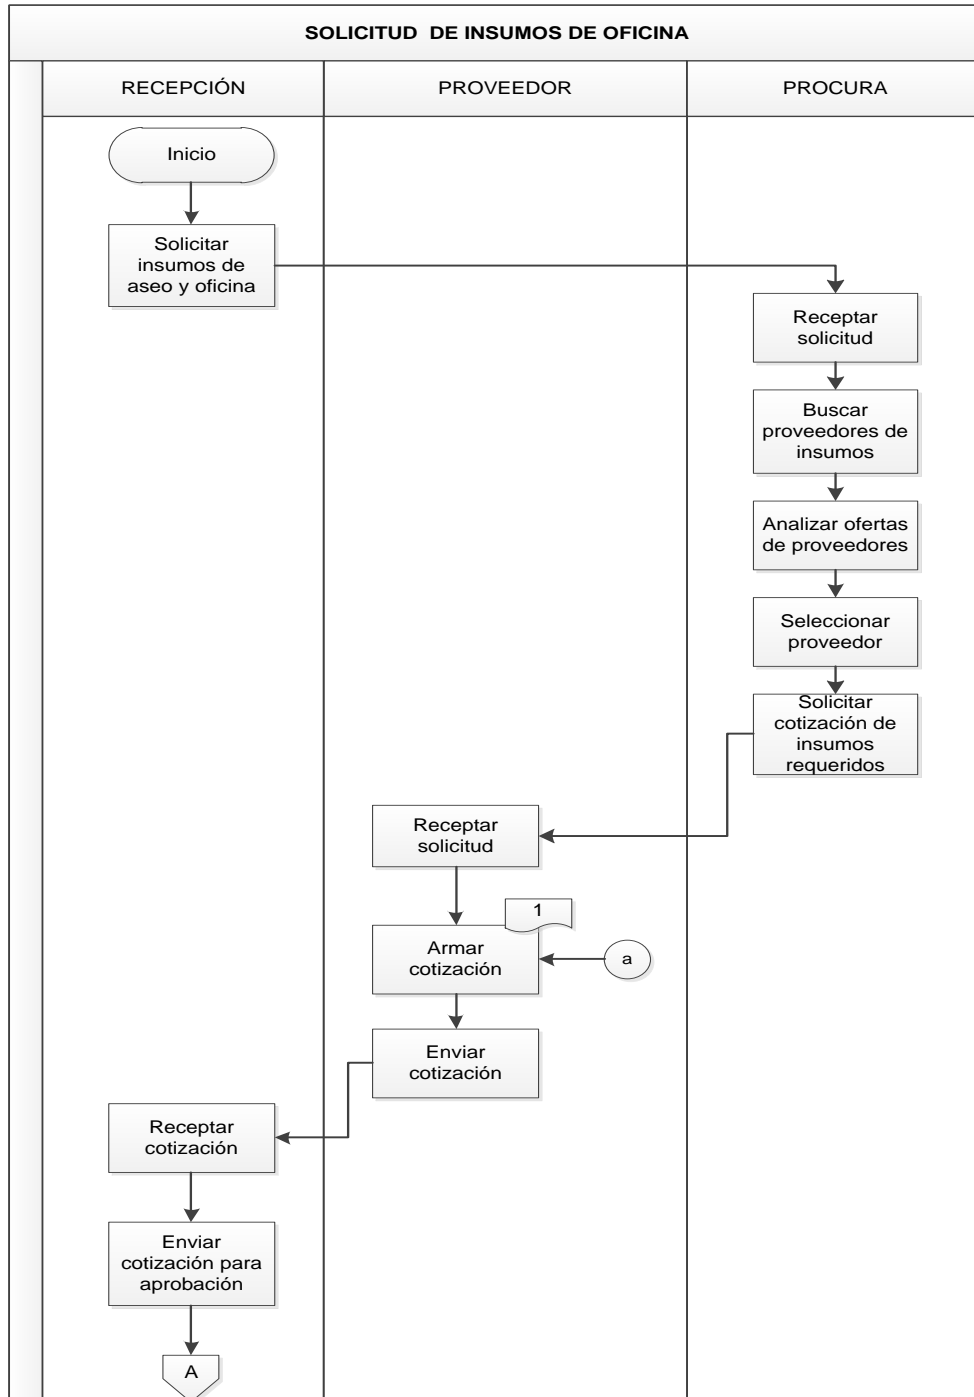 SOLICITUD DE INSUMOS DE OFICINA
RECEPCIÓN
PROVEEDOR
PROCURA
Inicio
Solicitar
insumos de
aseo y oficina
Receptar
solicitud
Buscar
proveedores de
insumos
Analizar ofertas
de proveedores
Seleccionar
proveedor
Solicitar
cotización de
insumos
requeridos
Receptar
solicitud
1
Armar
cotización
a
Enviar
cotización
Receptar
cotización
Enviar
cotización para
aprobación
A